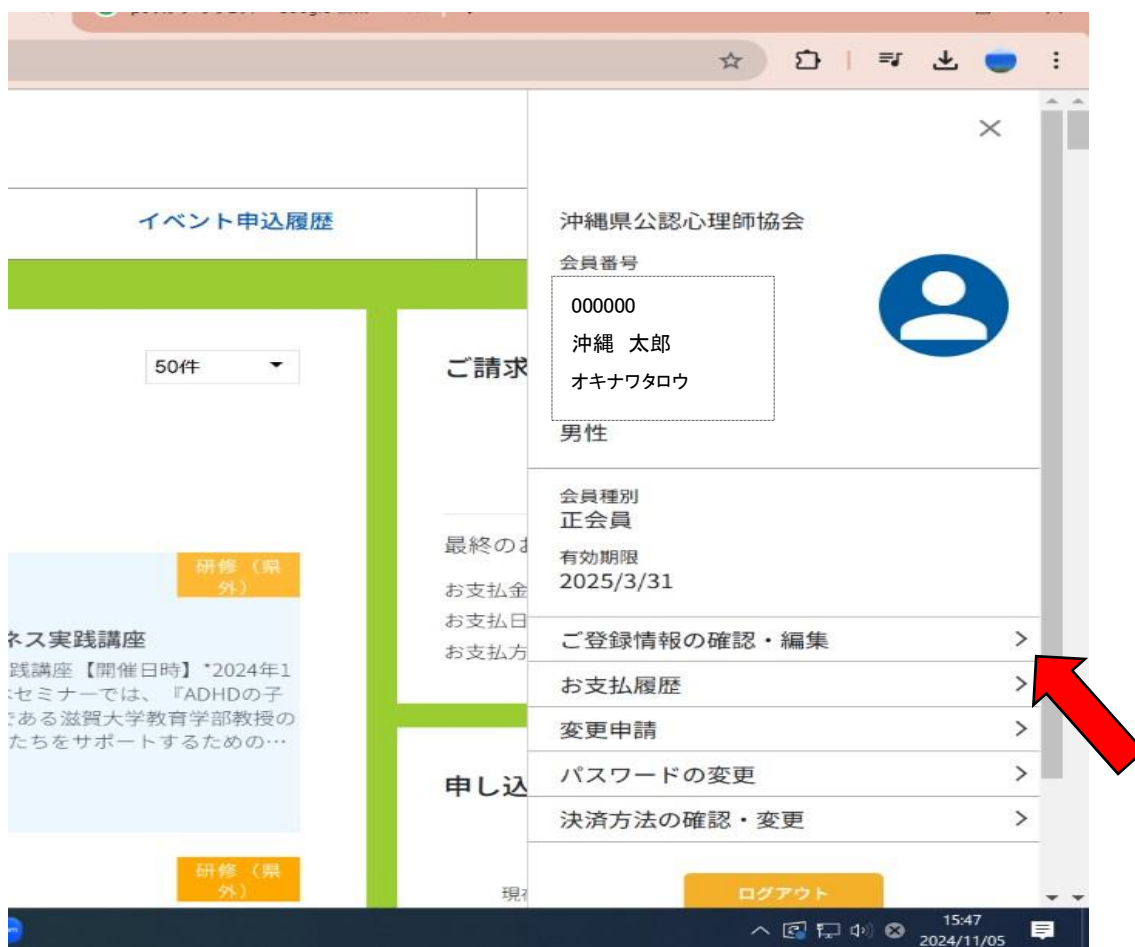 イベント申込履歴
50件
研修（県
外）
ネス実践講座
践講座【開催日時】*2024年1
セミナーでは、『ADHDの子
ある滋賀大学教育学部教授の
たちをサポートするための…
研修（県
外）
ご請求
最終のお
お支払金
お支払日
お支払方
申し込
現在
沖縄県公認心理師協会
会員番号
000000
沖縄 太郎
オキナワタロウ
男性
会員種別
正会員
有効期限
2025/3/31
ご登録情報の確認・編集
お支払履歴
変更申請
パスワードの変更
決済方法の確認・変更
ログアウト
15:47
2024/11/05